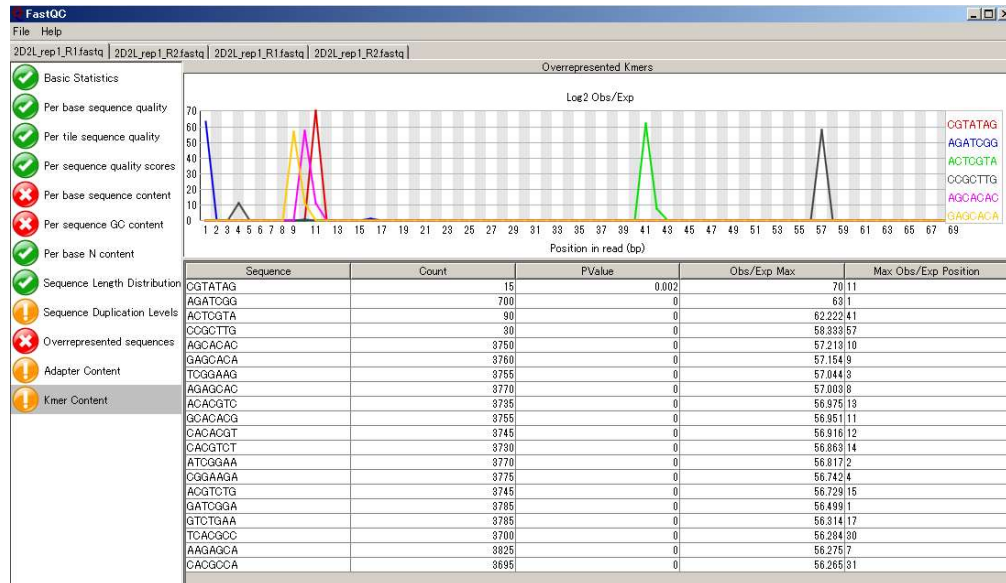 FastQC
File Help
2D2L_rep1_R1.fastq 2D2L_rep1_R2.fastq 2D2L_rep1_R1.fastq 2D2L_rep1_R2.fastq
Basic Statistics
Per base sequence quality
Per tile sequence quality
Per sequence quality scores
Per base sequence content
Per sequence GC content
Per base N content
Sequence Length Distribution
Sequence Duplication Levels
Overrepresented sequences
Adapter Content
Kmer Content
Overrepresented Kmers
Log2 Obs/Exp
70
60
50
40
30
20
10
0
1 2 3 4 5 6 7 8 9 11 13 15 17 19 21 23 25 27 29 31 33 35 37 39 41 43 45 47 49 51 53 55 57 59 61 63 65 67 69
Position in read (bp)
CGTATAG
AGATCGG
ACTCGTA
CCGCTTG
AGCACAC
GAGCACA
Sequence Count PValue Obs/Exp Max Max Obs/Exp Position
CGTATAG 15 0.002 70 11
AGATCGG 700 0 63 1
ACTCGTA 90 0 62.222 41
CCGCTTG 30 0 58.333 57
AGCACAC 3750 0 57.213 10
GAGCACA 3760 0 57.154 9
TCGGAAG 3755 0 57.044 3
AGAGCAC 3770 0 57.003 8
ACACGTC 3735 0 56.975 13
GCACACG 3755 0 56.951 11
CACACGT 3745 0 56.916 12
CACGTCT 3730 0 56.863 14
ATCGGAA 3770 0 56.817 2
CGGAAGA 3775 0 56.742 4
ACGTCTG 3745 0 56.729 15
GATCGGA 3785 0 56.499 1
GTCTGAA 3785 0 56.314 17
TCACGCC 3700 0 56.284 30
AAGAGCA 3825 0 56.275 7
CACGCCA 3695 0 56.265 31